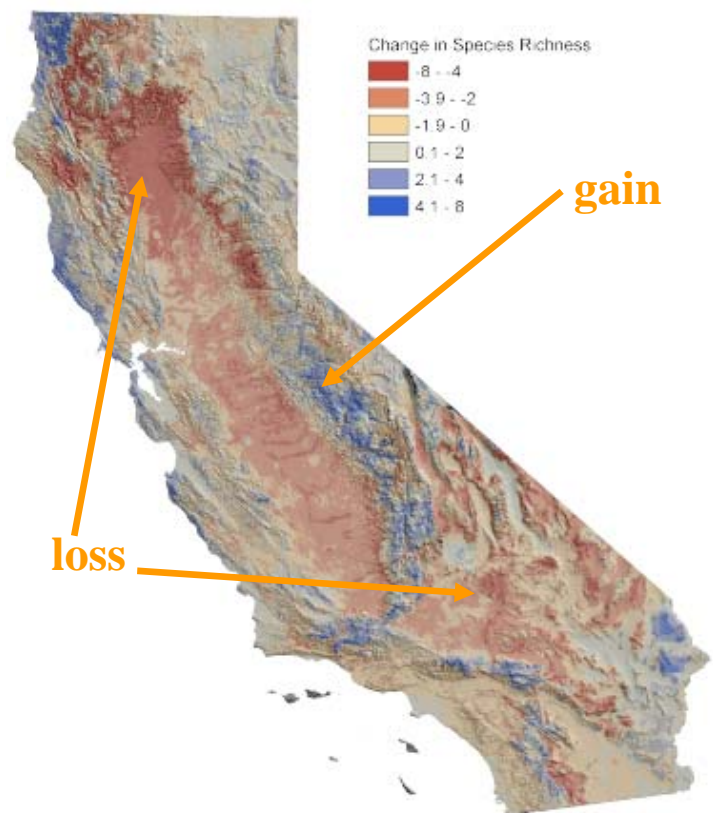 Change in Species Richness
-8 - -4
-3.9 - -2
-1.9 - 0
0.1 - 2
2.1 - 4
4.1 - 8
gain
loss